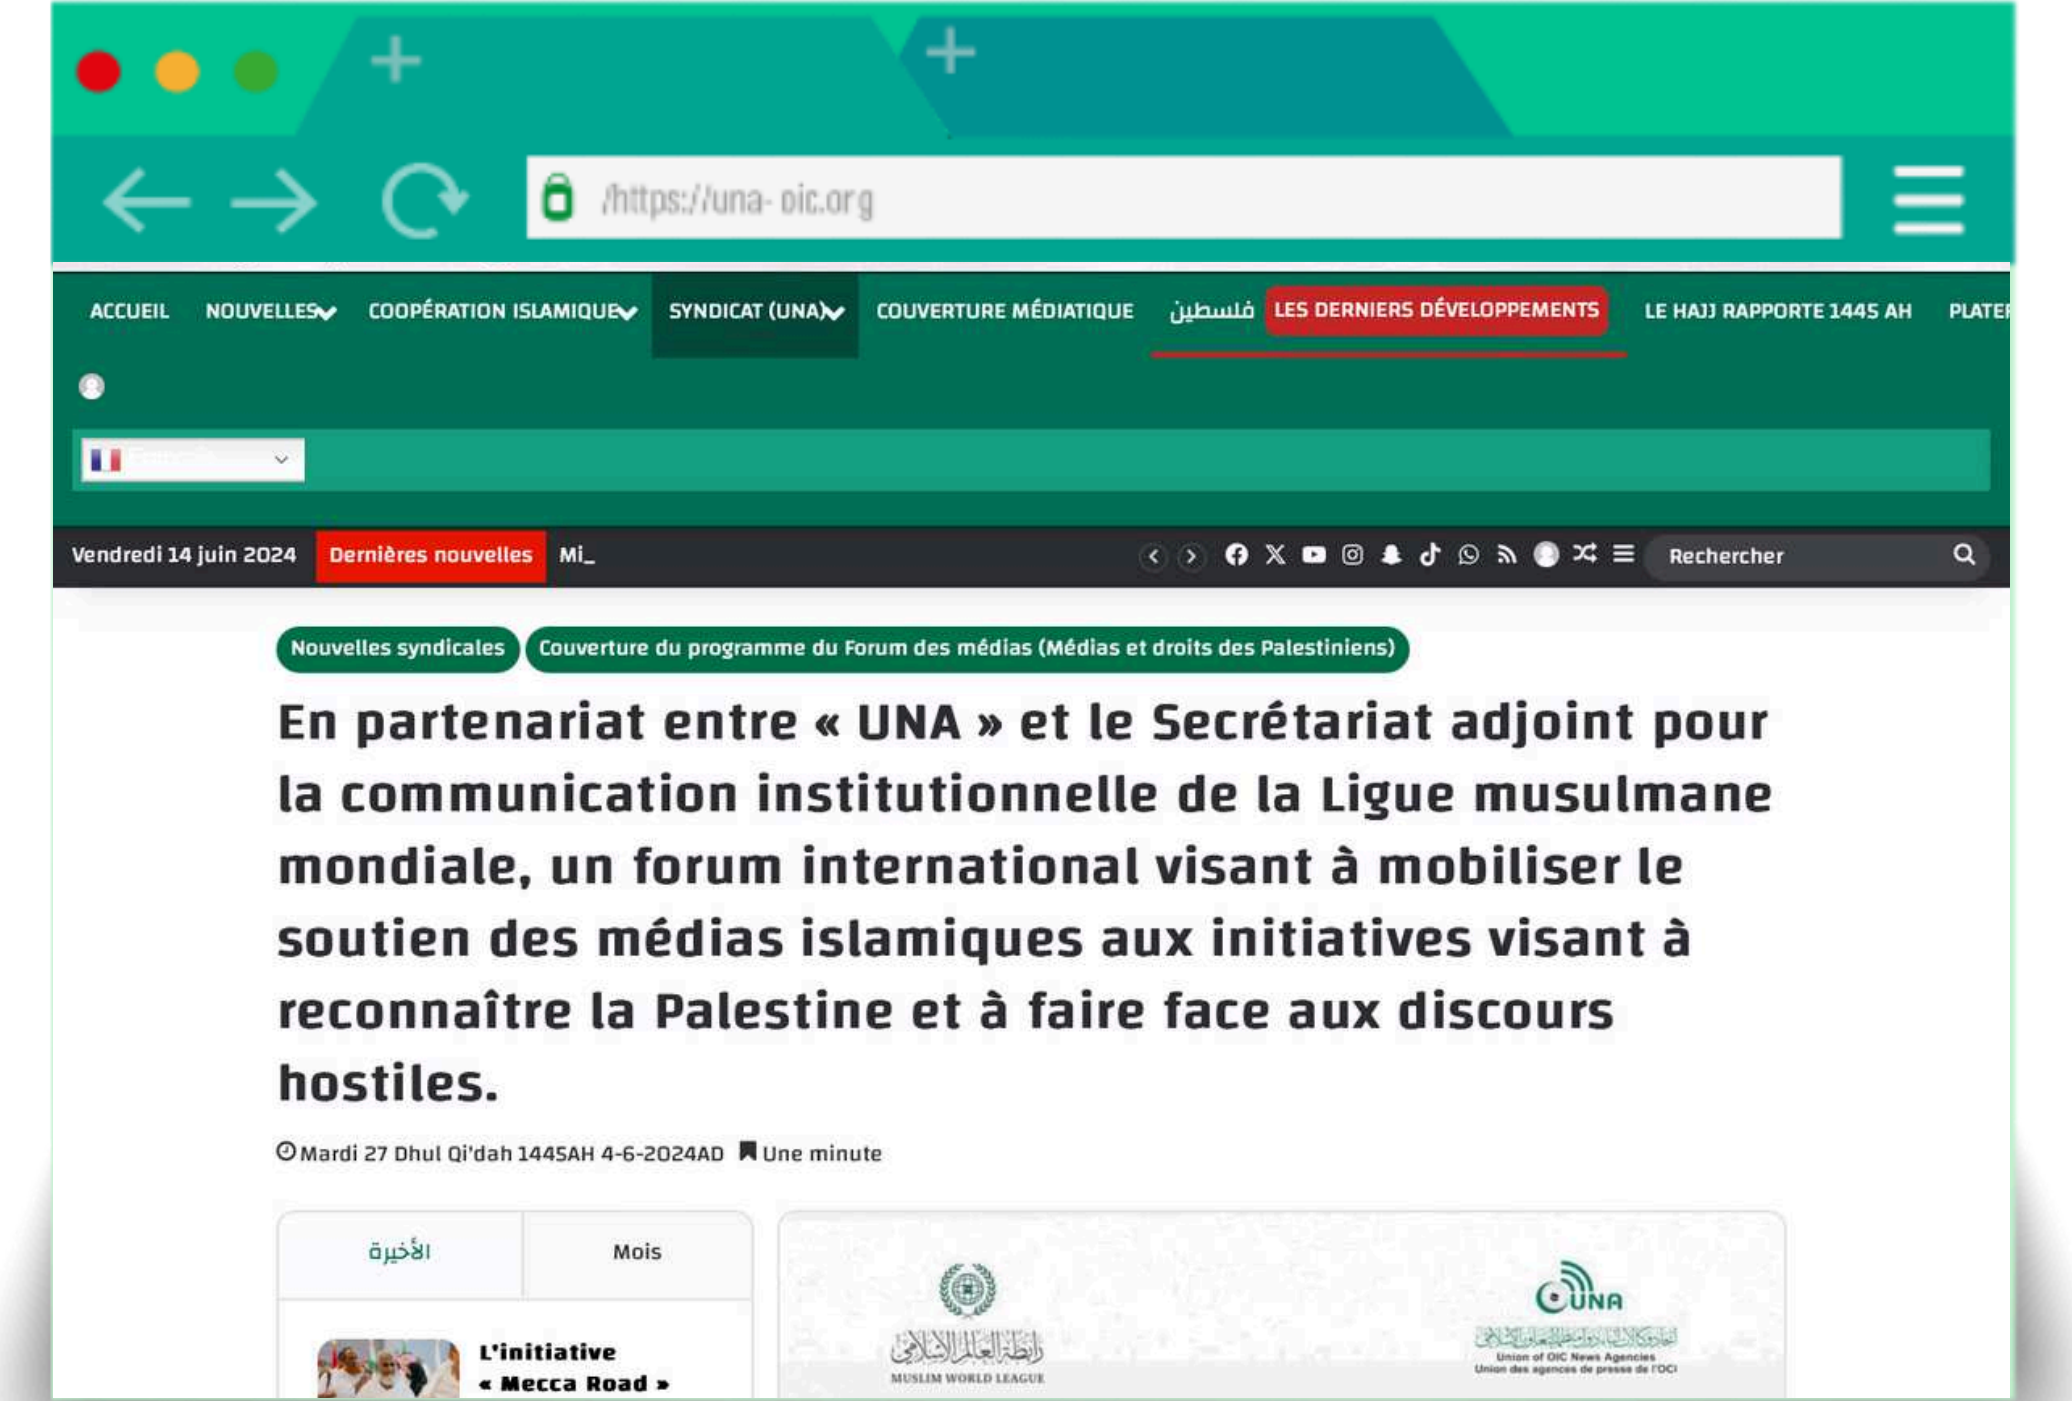 /https://una- oic.org
ACCUEIL NOUVELLES COOPÉRATION ISLAMIQUE SYNDICAT (UNA) COUVERTURE MÉDIATIQUE فلسطين LES DERNIERS DÉVELOPPEMENTS LE HAJJ RAPPORTE 1445 AH PLATEF
Vendredi 14 juin 2024 Dernières nouvelles Mi_ Rechercher
Nouvelles syndicales Couverture du programme du Forum des médias (Médias et droits des Palestiniens)
En partenariat entre « UNA » et le Secrétariat adjoint pour
la communication institutionnelle de la Ligue musulmane
mondiale, un forum international visant à mobiliser le
soutien des médias islamiques aux initiatives visant à
reconnaître la Palestine et à faire face aux discours
hostiles.
Mardi 27 Dhul Qi'dah 1445AH 4-6-2024AD Une minute
الأخيرة Mois
L'initiative
« Mecca Road »
رابطة العالم الإسلامي
MUSLIM WORLD LEAGUE
UNA
Union of OIC News Agencies
Union des agences de presse de l'OCI